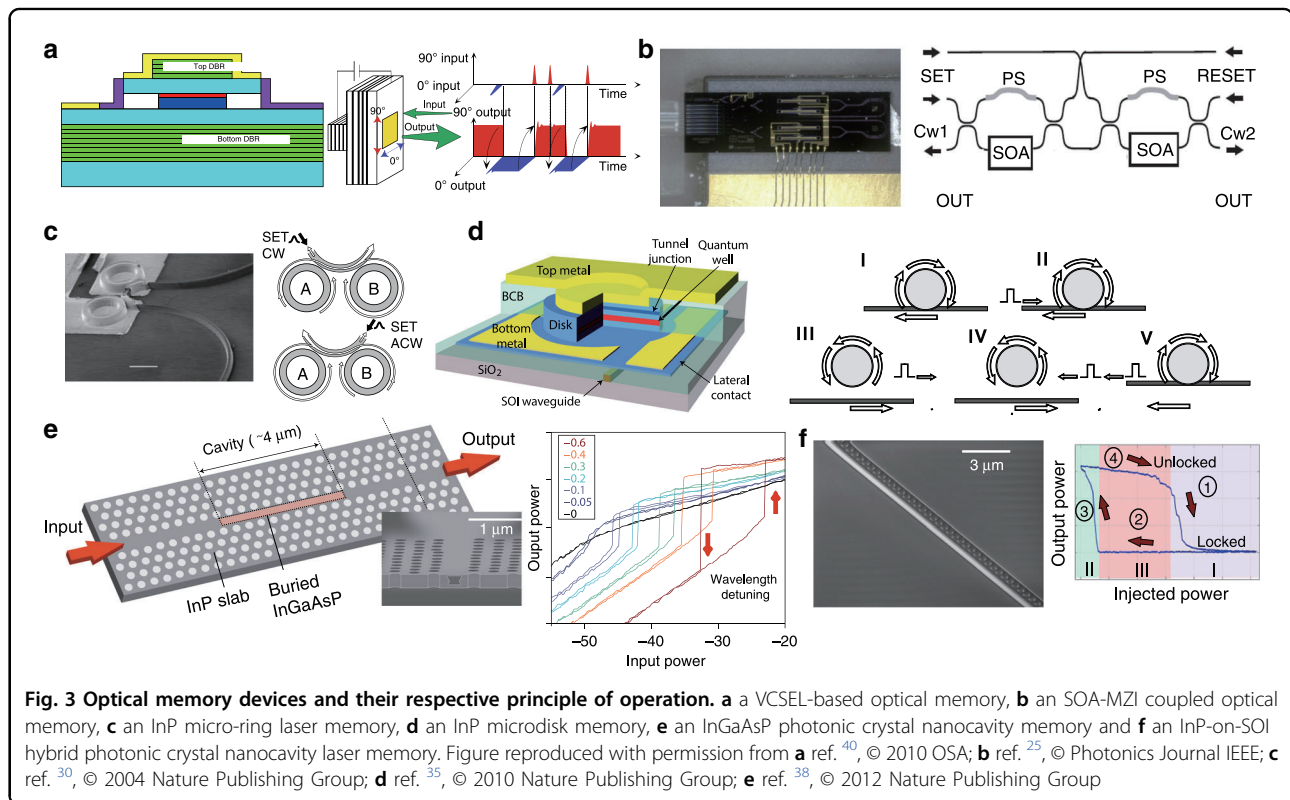 a
Top DBR
Bottom DBR
90°
0°
Input
Output
90° input
0° input
Time
90° output
Time
0° output
b
SET
PS
PS
RESET
Cw1
SOA
SOA
Cw2
OUT
OUT
c
SET
CW
A
B
SET
ACW
A
B
d
Tunnel
junction
Quantum
well
Top metal
BCB
Bottom
metal
Disk
SiO2
Lateral
contact
SOI waveguide
I
II
III
IV
V
e
Cavity ( ~4 μm)
Output
Input
InP slab
Buried
InGaAsP
1 μm
Ouput power
−0.6
−0.4
−0.3
−0.2
−0.1
−0.05
−0
Wavelength
detuning
−50
−40
−30
−20
Input power
f
3 μm
Output power
4
Unlocked
1
3
2
Locked
II
III
I
Injected power
Fig. 3 Optical memory devices and their respective principle of operation. a a VCSEL-based optical memory, b an SOA-MZI coupled optical
memory, c an InP micro-ring laser memory, d an InP microdisk memory, e an InGaAsP photonic crystal nanocavity memory and f an InP-on-SOI
hybrid photonic crystal nanocavity laser memory. Figure reproduced with permission from a ref. 40, © 2010 OSA; b ref. 25, © Photonics Journal IEEE; c
ref. 30, © 2004 Nature Publishing Group; d ref. 35, © 2010 Nature Publishing Group; e ref. 38, © 2012 Nature Publishing Group